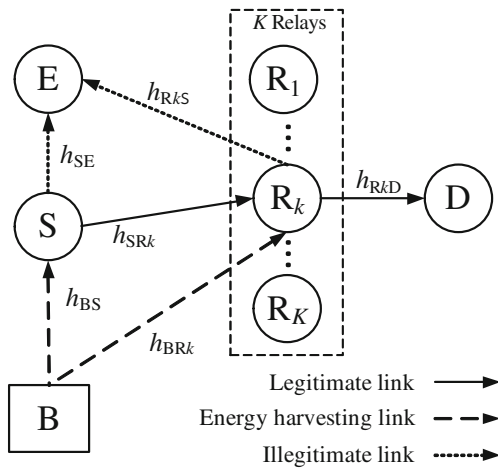 K Relays
E
R1
hRkS
hSE
Rk
hRkD
D
S
hSRk
hBS
RK
hBRk
B
Legitimate link
Energy harvesting link
Illegitimate link